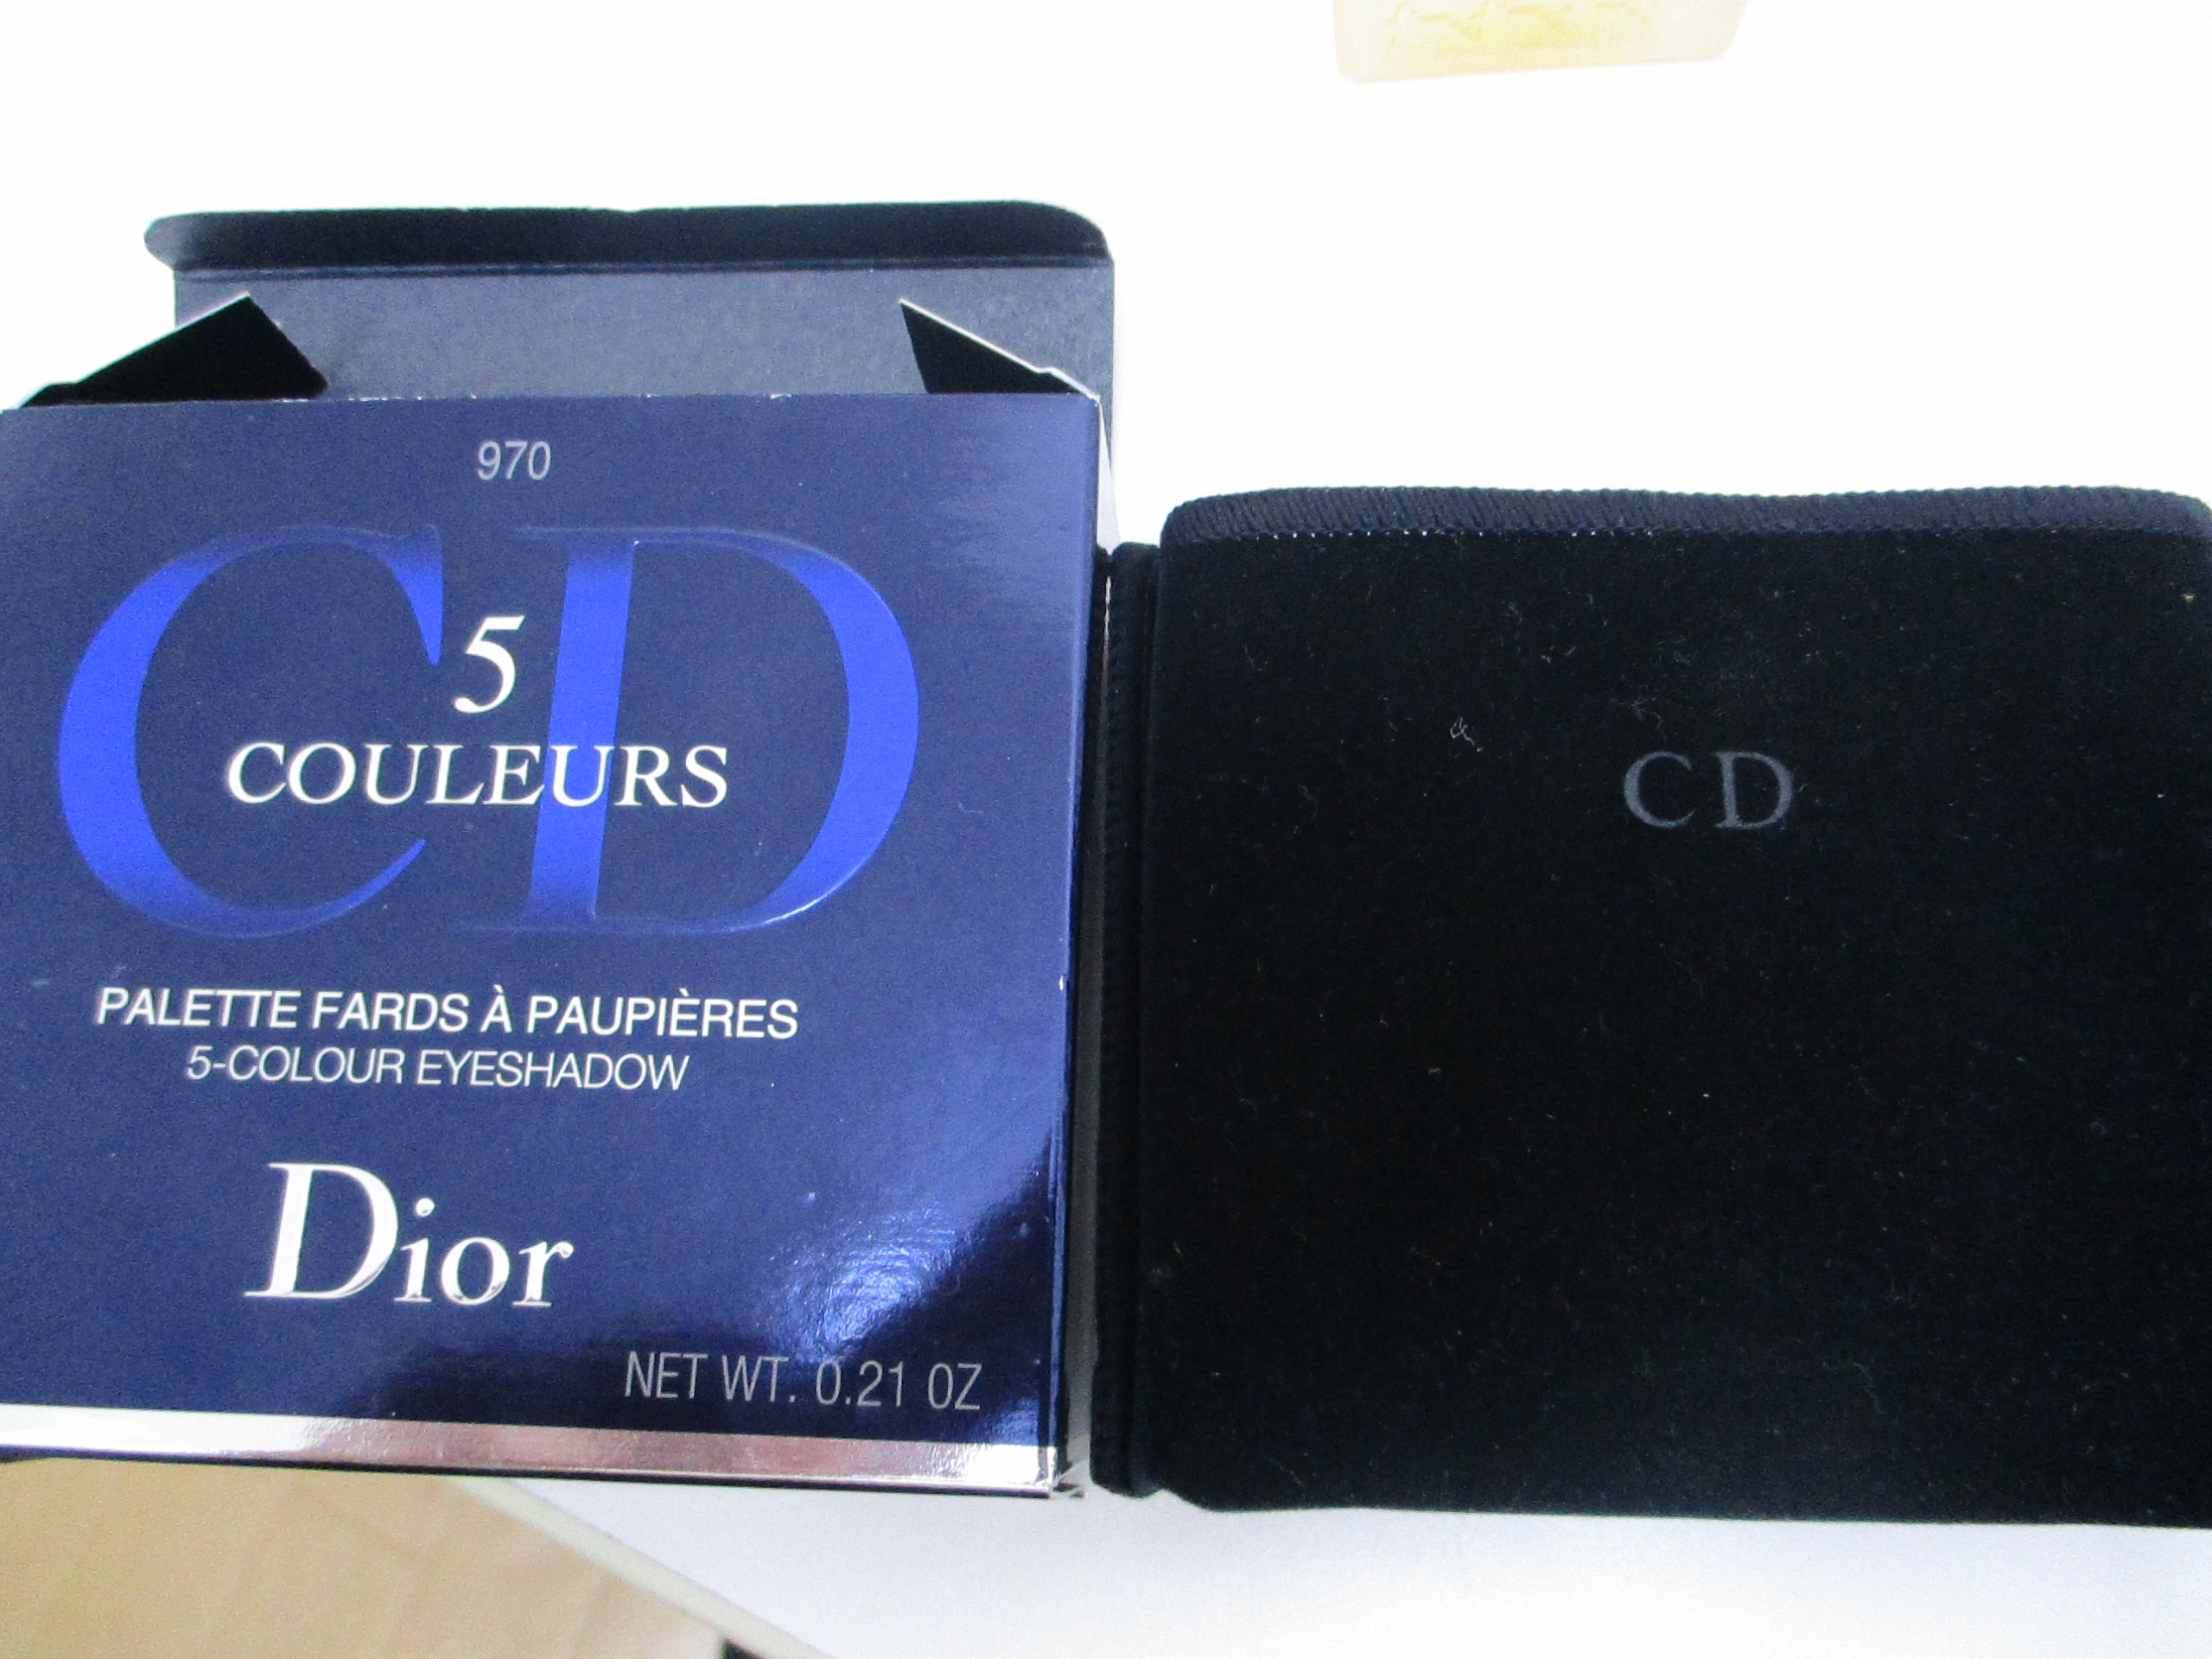 970
CD
5
COULEURS
PALETTE FARDS À PAUPIÈRES
5-COLOUR EYESHADOW
Dior
NET WT. 0.21 OZ
CD